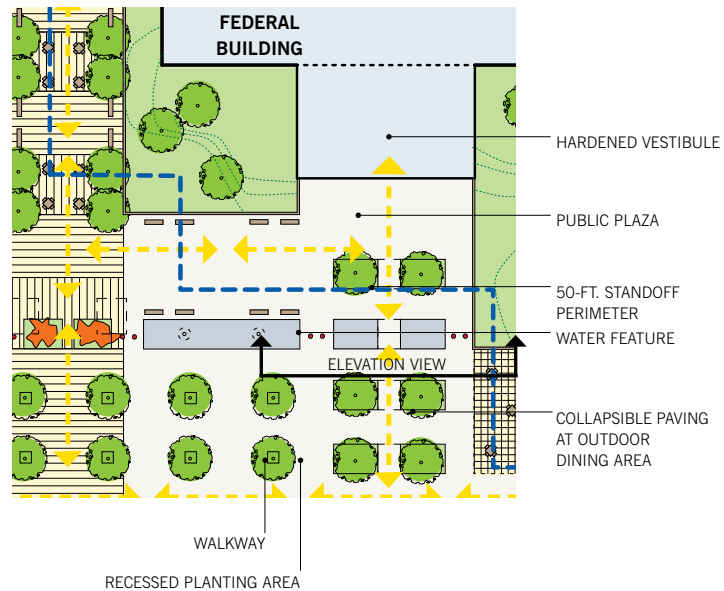 FEDERAL
BUILDING
HARDENED VESTIBULE
PUBLIC PLAZA
50-FT. STANDOFF
PERIMETER
WATER FEATURE
ELEVATION VIEW
COLLAPSIBLE PAVING
AT OUTDOOR
DINING AREA
WALKWAY
RECESSED PLANTING AREA